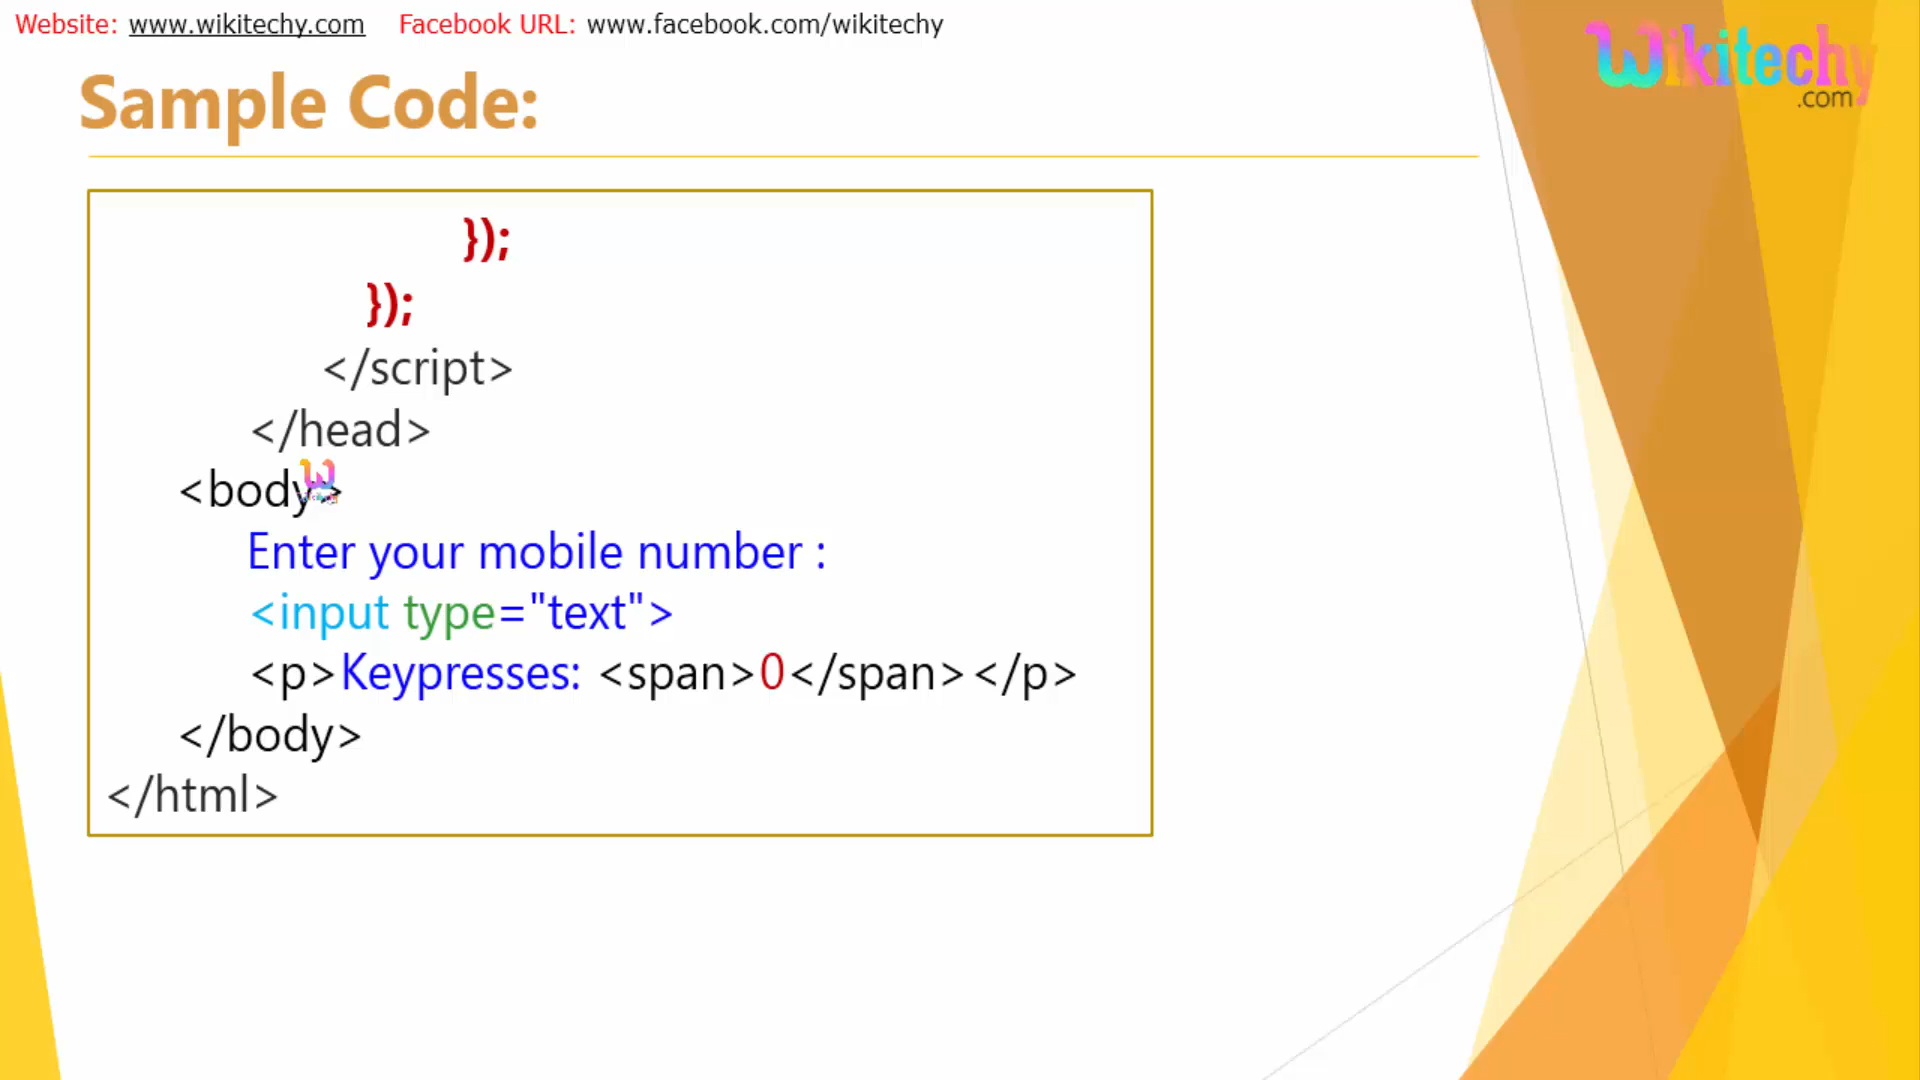 Website: www.wikitechy.com Facebook URL: www.facebook.com/wikitechy
Wikitechy
.com
Sample Code:
});
});
</script>
</head>
<body>
Enter your mobile number :
<input type="text">
<p>Keypresses: <span>0</span></p>
</body>
</html>